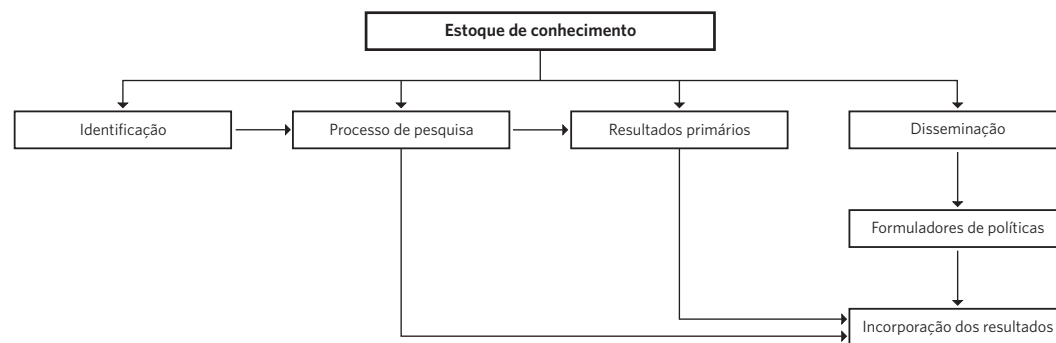 Estoque de conhecimento
Identificação
Processo de pesquisa
Resultados primários
Disseminação
Formuladores de políticas
Incorporação dos resultados